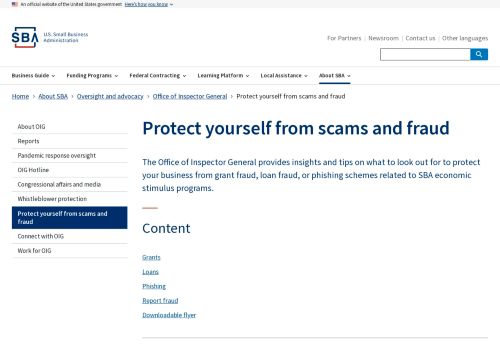 An official website of the United States government Here's how you know
SBA U.S. Small Business
Administration
For Partners Newsroom Contact us Other languages
Business Guide Funding Programs Federal Contracting Learning Platform Local Assistance About SBA
Home About SBA Oversight and advocacy Office of Inspector General Protect yourself from scams and fraud
About OIG
Reports
Pandemic response oversight
OIG Hotline
Congressional affairs and media
Whistleblower protection
Protect yourself from scams and
fraud
Connect with OIG
Work for OIG
Protect yourself from scams and fraud
The Office of Inspector General provides insights and tips on what to look out for to protect
your business from grant fraud, loan fraud, or phishing schemes related to SBA economic
stimulus programs.
Content
Grants
Loans
Phishing
Report fraud
Downloadable flyer